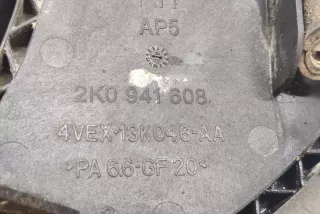 AP5
2K0 941 608
4VEX-13K046-AA
>PA 6.6-GF 20<